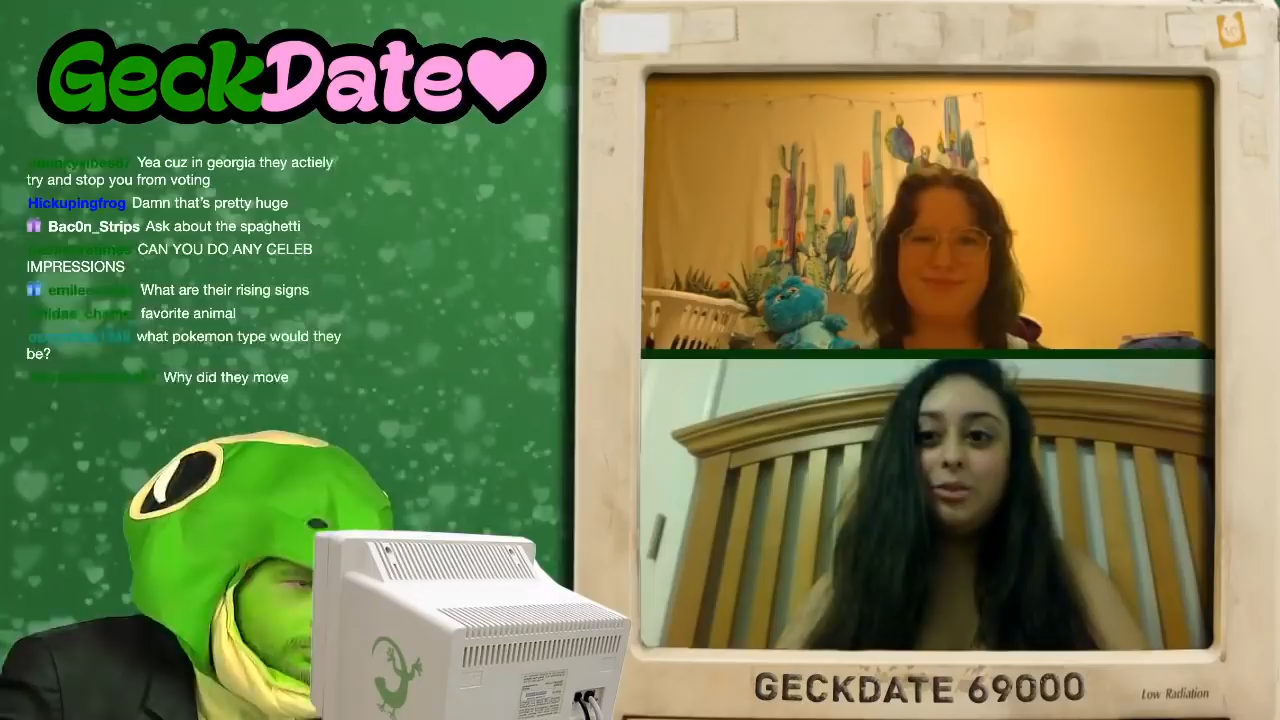 GeckDate
Yea cuz in georgia they actiely
try and stop you from voting
Hickupingfrog Damn that's pretty huge
Bac0n_Strips Ask about the spaghetti
CAN YOU DO ANY CELEB
IMPRESSIONS
What are their rising signs
favorite animal
what pokemon type would they
be?
Why did they move
GECKDATE 69000
Low Radiation